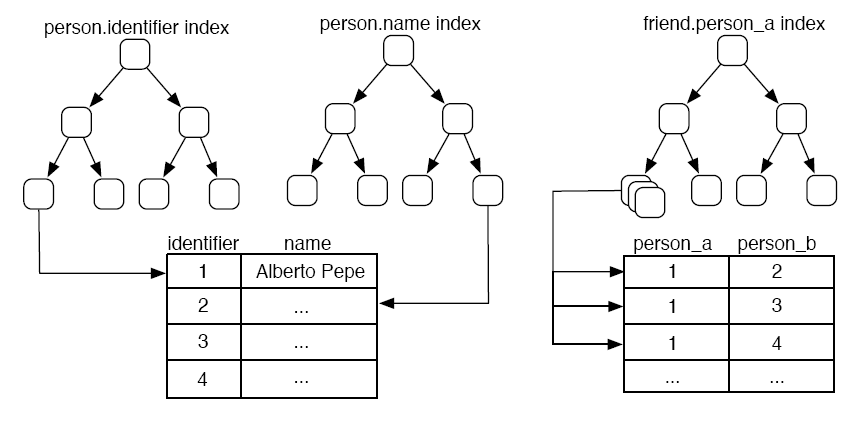 person.identifier index
person.name index
friend.person_a index
identifier name
1 Alberto Pepe
2 ...
3 ...
4 ...
person_a person_b
1 2
1 3
1 4
... ...